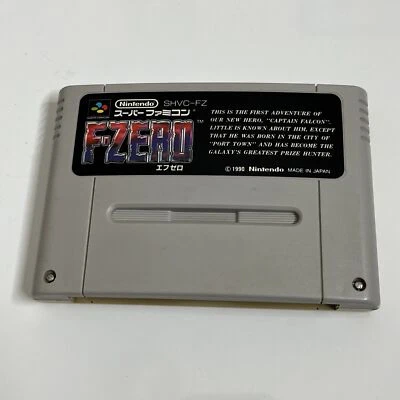 Nintendo SHVC-FZ
スーパーファミコン
F-ZERO™
エフゼロ
THIS IS THE FIRST ADVENTURE OF
OUR NEW HERO, "CAPTAIN FALCON".
LITTLE IS KNOWN ABOUT HIM, EXCEPT
THAT HE WAS BORN IN THE CITY OF
"PORT TOWN" AND HAS BECOME THE
GALAXY'S GREATEST PRIZE HUNTER.
© 1990 Nintendo MADE IN JAPAN